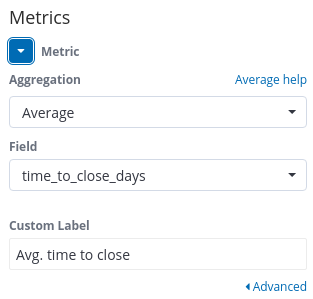 Metrics
Metric
Aggregation Average help
Average
Field
time_to_close_days
Custom Label
Avg. time to close
Advanced